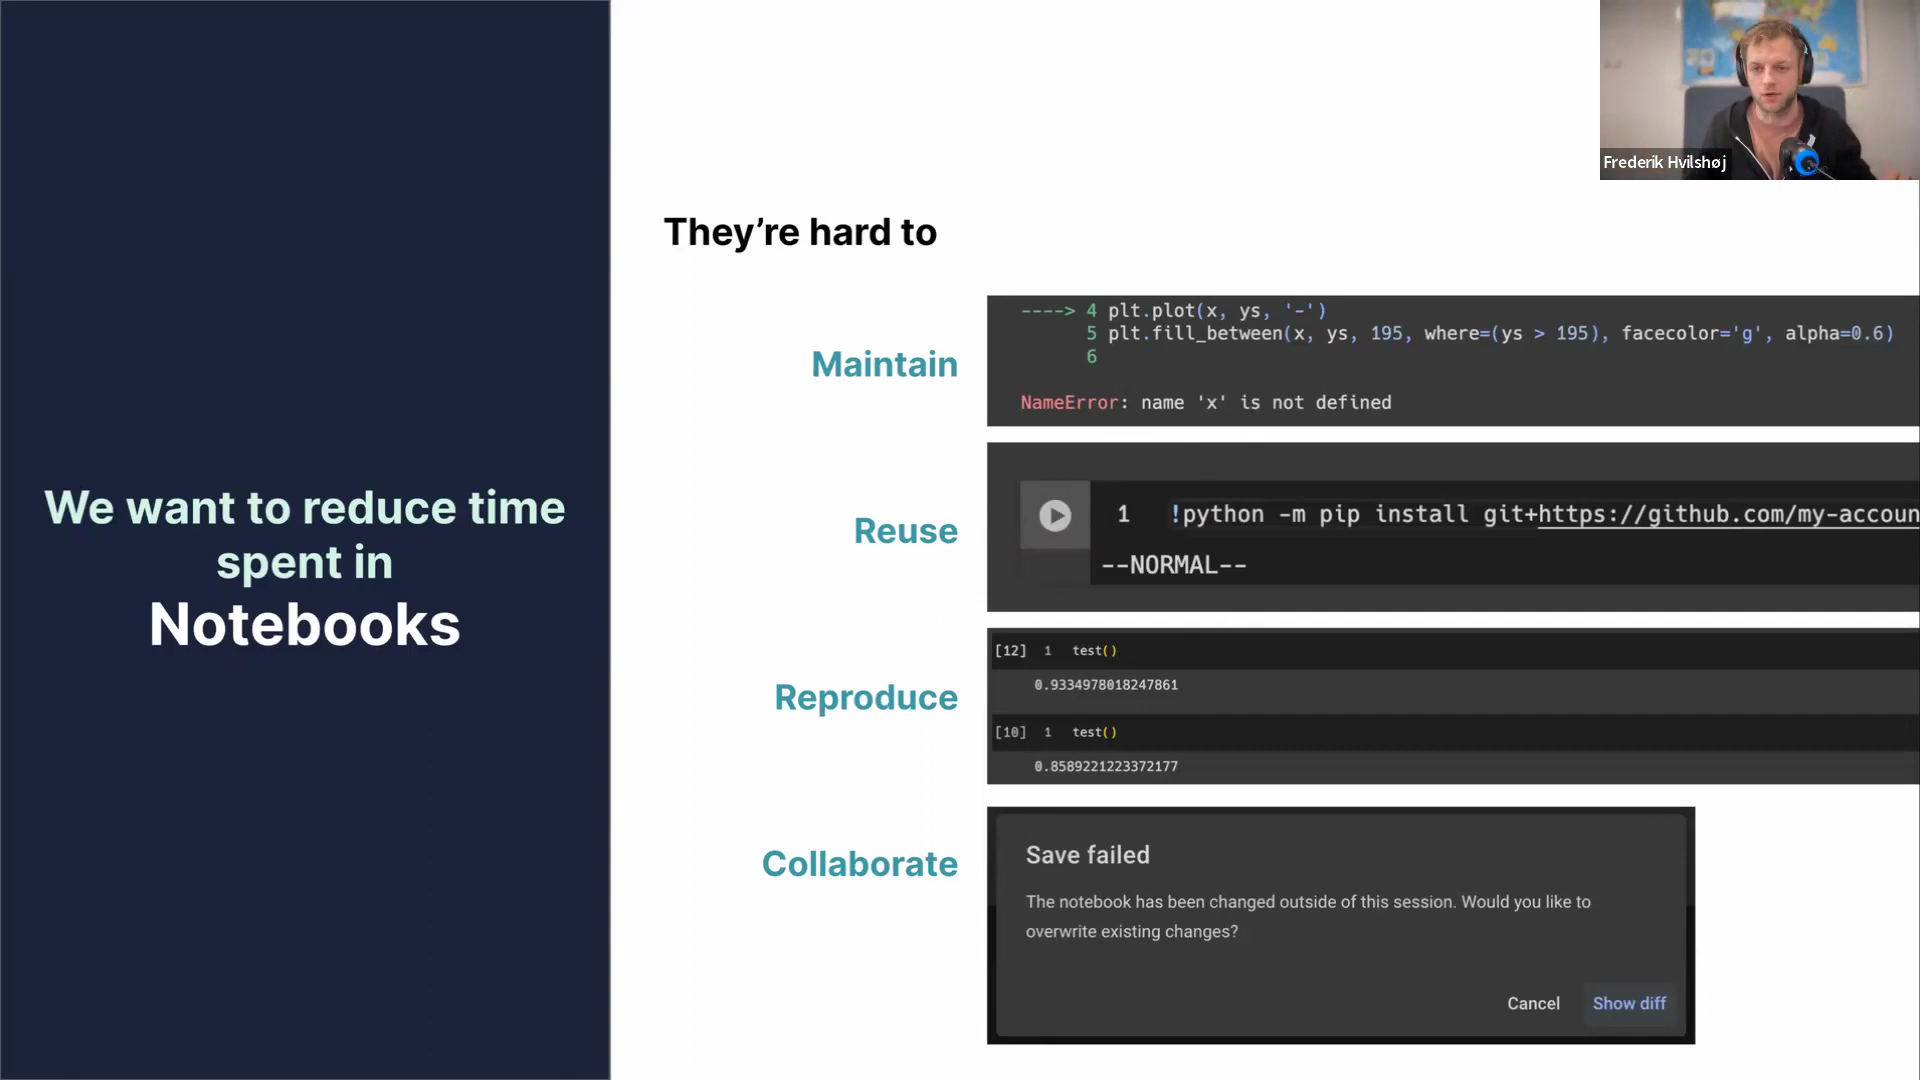 We want to reduce time
spent in
Notebooks
Frederik Hvilshøj
They're hard to
Maintain
----> 4 plt.plot(x, ys, '-')
5 plt.fill_between(x, ys, 195, where=(ys > 195), facecolor='g', alpha=0.6)
6
NameError: name 'x' is not defined
Reuse
1 !python -m pip install git+https://github.com/my-accoun
--NORMAL--
Reproduce
[12] 1 test()
0.9334978018247861
[10] 1 test()
0.8589221223372177
Collaborate
Save failed
The notebook has been changed outside of this session. Would you like to
overwrite existing changes?
Cancel Show diff